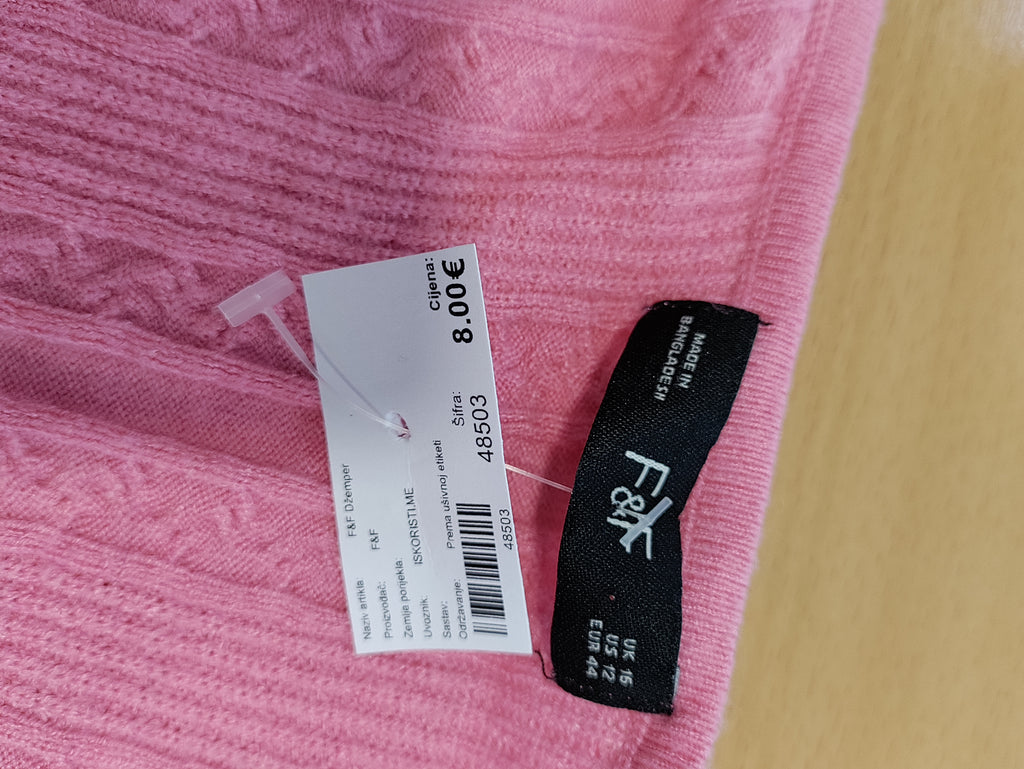 Naziv artikla: F&F Džemper
Proizvođač: F&F
Zemlja porijekla:
Uvoznik: ISKORISTI.ME
Sastav:
Održavanje: Prema ušivnoj etiketi
Šifra:
48503
Cijena:
8.00€
48503
MADE IN
BANGLADESH
F&F
UK 16
US 12
EUR 44